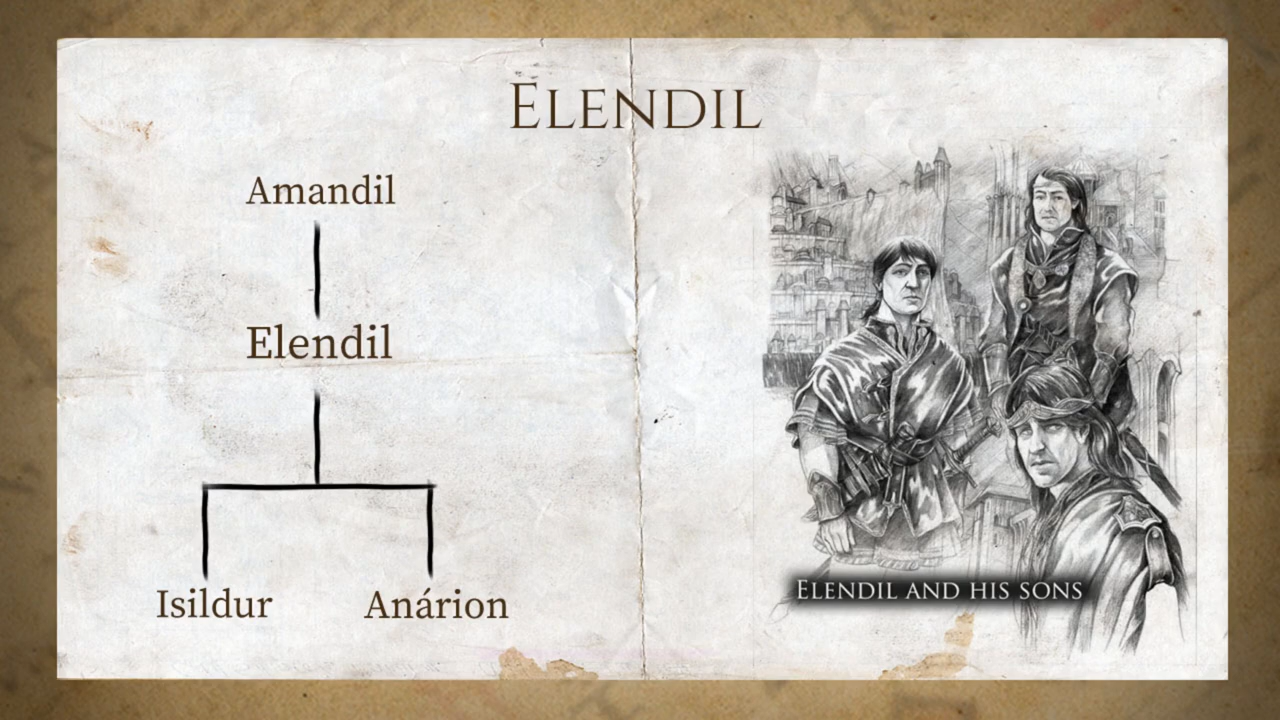 Elendil
Amandil
Elendil
Isildur Anárion
Elendil and his sons